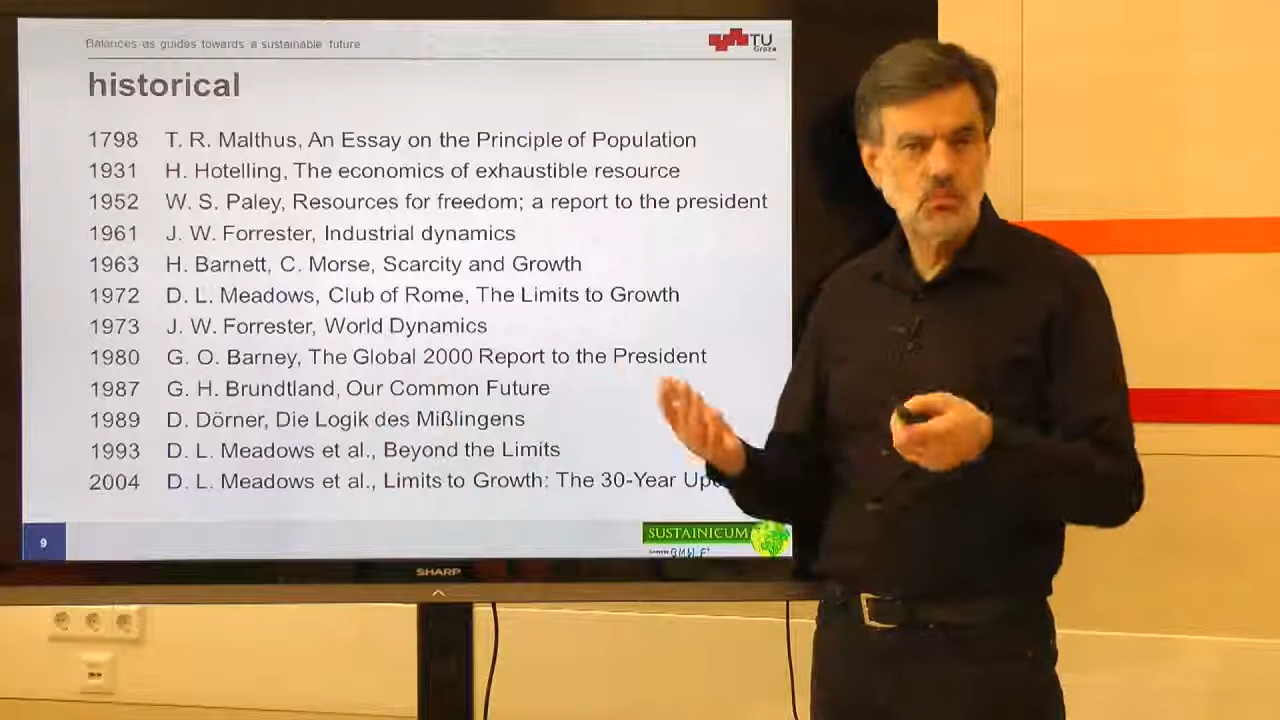 Balances as guides towards a sustainable future
TU
Graz
historical
1798 T. R. Malthus, An Essay on the Principle of Population
1931 H. Hotelling, The economics of exhaustible resource
1952 W. S. Paley, Resources for freedom; a report to the president
1961 J. W. Forrester, Industrial dynamics
1963 H. Barnett, C. Morse, Scarcity and Growth
1972 D. L. Meadows, Club of Rome, The Limits to Growth
1973 J. W. Forrester, World Dynamics
1980 G. O. Barney, The Global 2000 Report to the President
1987 G. H. Brundtland, Our Common Future
1989 D. Dörner, Die Logik des Mißlingens
1993 D. L. Meadows et al., Beyond the Limits
2004 D. L. Meadows et al., Limits to Growth: The 30-Year Up
9
SUSTAINICUM
SHARP